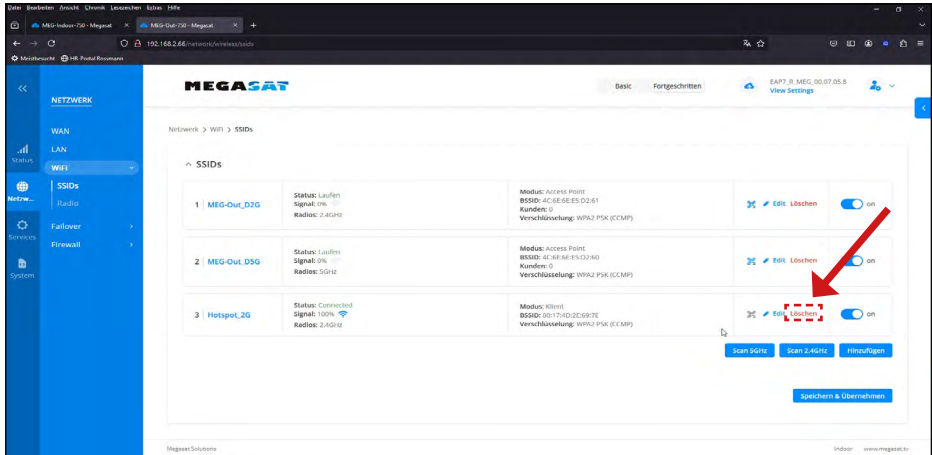 Datei Bearbeiten Ansicht Chronik Lesezeichen Extras Hilfe
MEG-Indoor-750 - Megasat
MEG-Out-750 - Megasat
192.168.2.66/network/wireless/ssids
Meistbesucht HR-Portal Rossmann
MEGASAT
Basic Fortgeschritten
EAP7_R_MEG_00.07.05.8
View Settings
NETZWERK
WAN
LAN
WiFi
SSIDs
Radio
Failover
Firewall
Status
Netzw...
Services
System
Netzwerk > WiFi > SSIDs
SSIDs
1 MEG-Out_D2G
Status: Laufen
Signal: 0%
Radios: 2.4GHz
Modus: Access Point
BSSID: 4C:6E:6E:E5:D2:61
Kunden: 0
Verschlüsselung: WPA2 PSK (CCMP)
Edit Löschen on
2 MEG-Out_D5G
Status: Laufen
Signal: 0%
Radios: 5GHz
Modus: Access Point
BSSID: 4C:6E:6E:E5:D2:60
Kunden: 0
Verschlüsselung: WPA2 PSK (CCMP)
Edit Löschen on
3 Hotspot_2G
Status: Connected
Signal: 100%
Radios: 2.4GHz
Modus: Klient
BSSID: 00:17:4D:2E:69:7E
Verschlüsselung: WPA2 PSK (CCMP)
Edit Löschen on
Scan 5GHz Scan 2.4GHz Hinzufügen
Speichern & Übernehmen
Megasat Solutions
Indoor www.megasat.tv